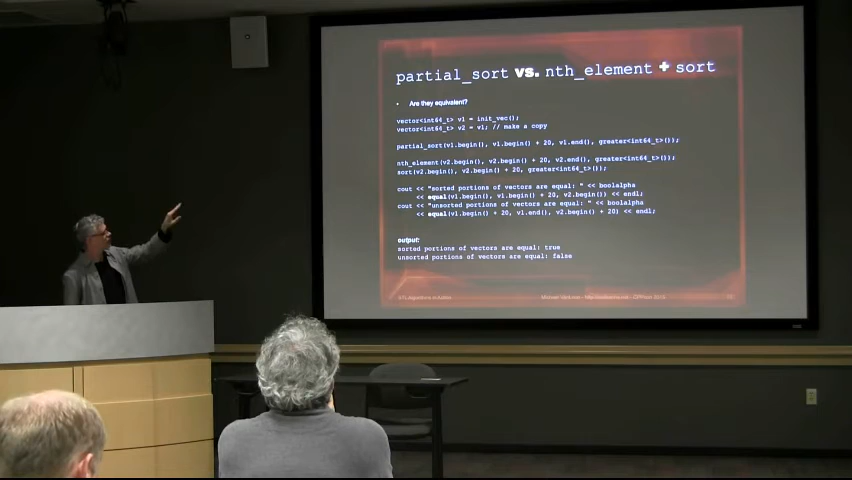 partial_sort vs. nth_element + sort
• Are they equivalent?
vector<int64_t> v1 = init_vec();
vector<int64_t> v2 = v1; // make a copy
partial_sort(v1.begin(), v1.begin() + 20, v1.end(), greater<int64_t>());
nth_element(v2.begin(), v2.begin() + 20, v2.end(), greater<int64_t>());
sort(v2.begin(), v2.begin() + 20, greater<int64_t>());
cout << "sorted portions of vectors are equal: " << boolalpha
<< equal(v1.begin(), v1.begin() + 20, v2.begin()) << endl;
cout << "unsorted portions of vectors are equal: " << boolalpha
<< equal(v1.begin() + 20, v1.end(), v2.begin() + 20) << endl;
output:
sorted portions of vectors are equal: true
unsorted portions of vectors are equal: false
STL Algorithms in Action